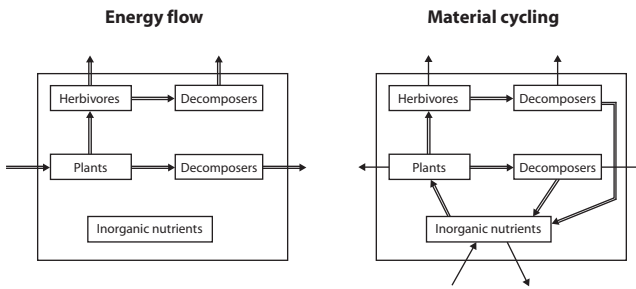 Energy flow
Material cycling
Herbivores
Decomposers
Herbivores
Decomposers
Plants
Decomposers
Plants
Decomposers
Inorganic nutrients
Inorganic nutrients